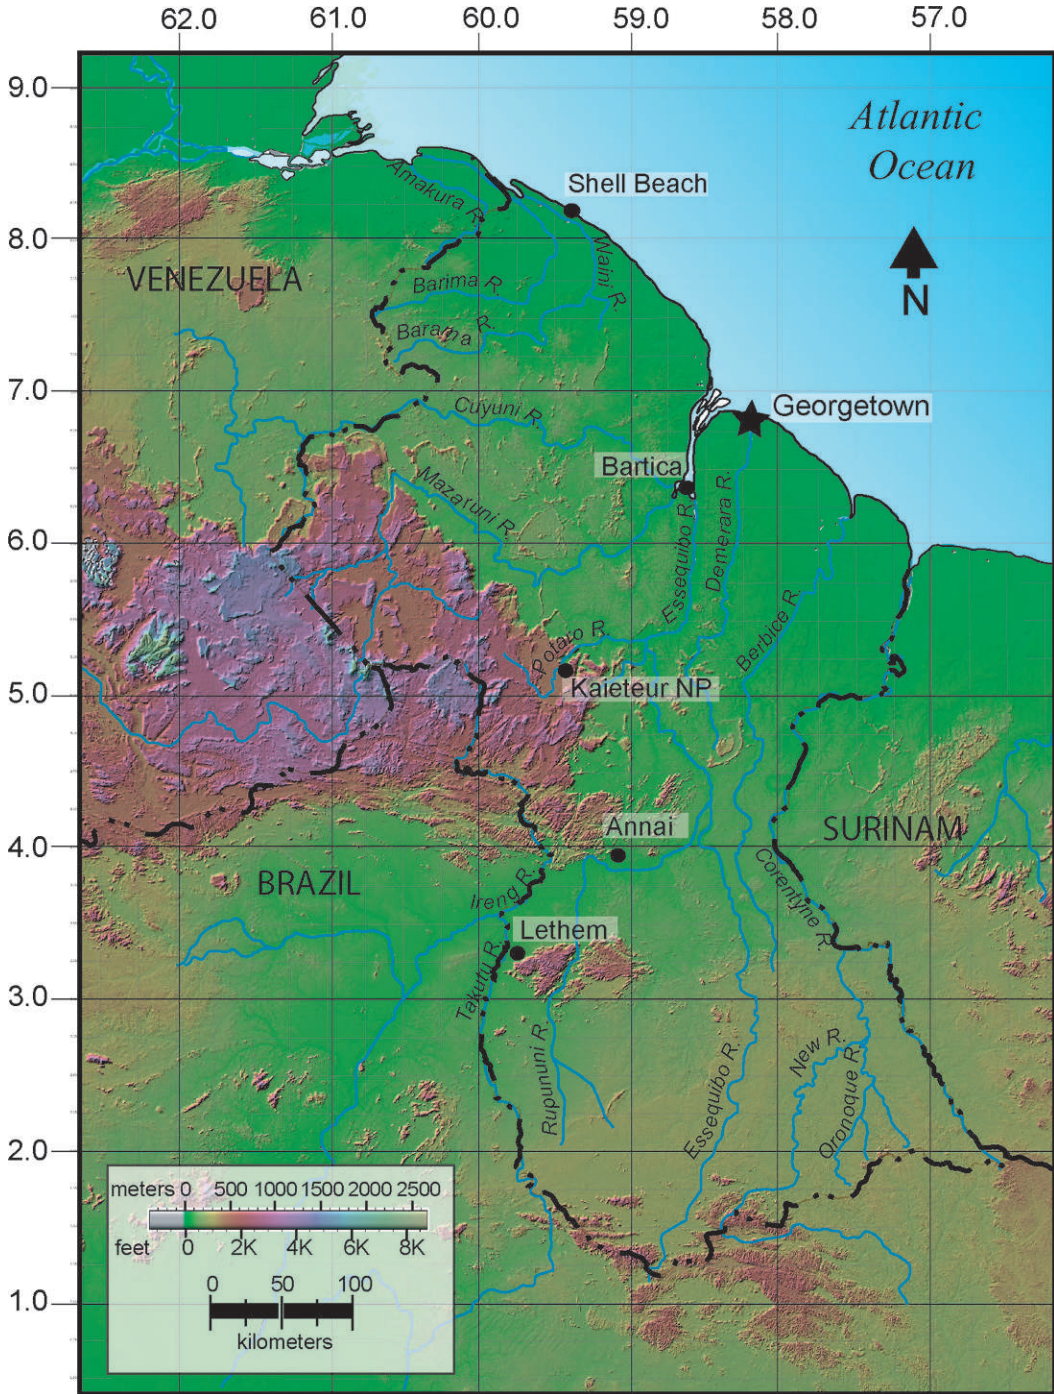 62.0 61.0 60.0 59.0 58.0 57.0
9.0
Atlantic
Ocean
Shell Beach
Amakura R.
8.0
Waini R.
VENEZUELA
Barima R.
N
Barama R.
7.0
Cuyuni R.
Georgetown
Bartica
Mazaruni R.
6.0
Essequibo R.
Demerara R.
Berbice R.
Potaro R.
5.0
Kaieteur NP
Annai
SURINAM
4.0
BRAZIL
Ireng R.
Corentyne R.
Lethem
Takutu R.
3.0
Rupununi R.
Essequibo R.
New R.
Oronoque R.
2.0
meters 0 500 1000 1500 2000 2500
feet 0 2K 4K 6K 8K
0 50 100
1.0
kilometers